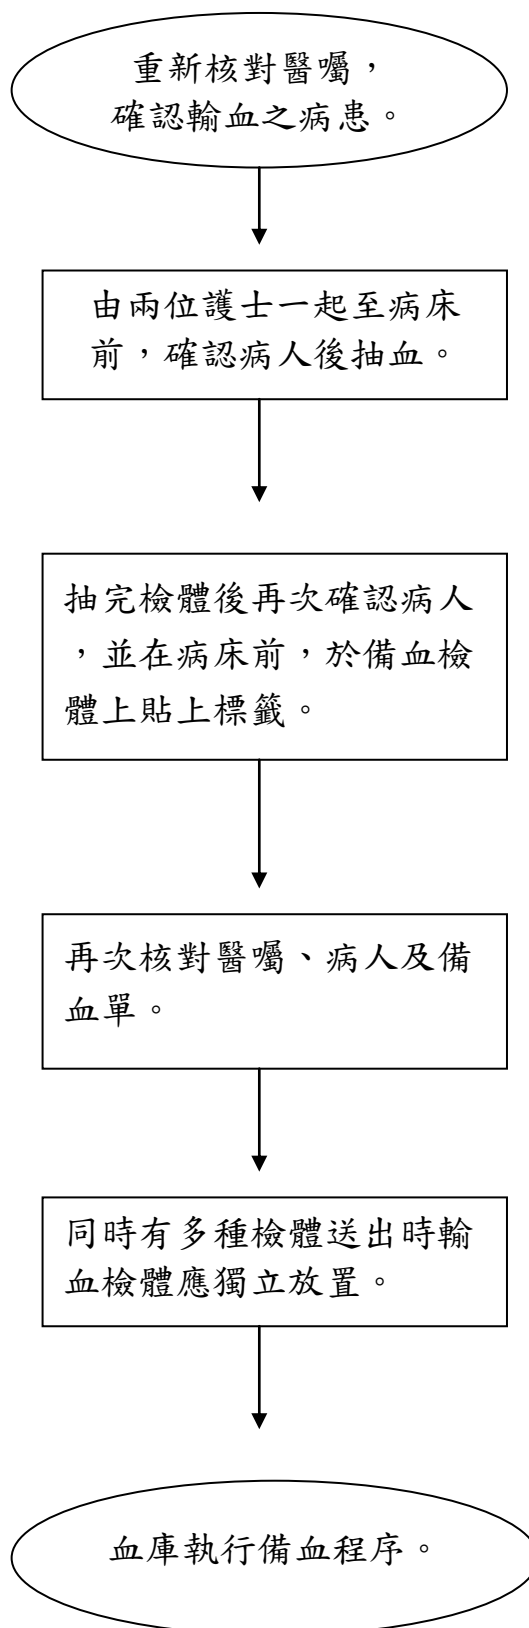 重新核對醫囑，
確認輸血之病患。
由兩位護士一起至病床
前，確認病人後抽血。
抽完檢體後再次確認病人
，並在病床前，於備血檢
體上貼上標籤。
再次核對醫囑、病人及備
血單。
同時有多種檢體送出時輸
血檢體應獨立放置。
血庫執行備血程序。